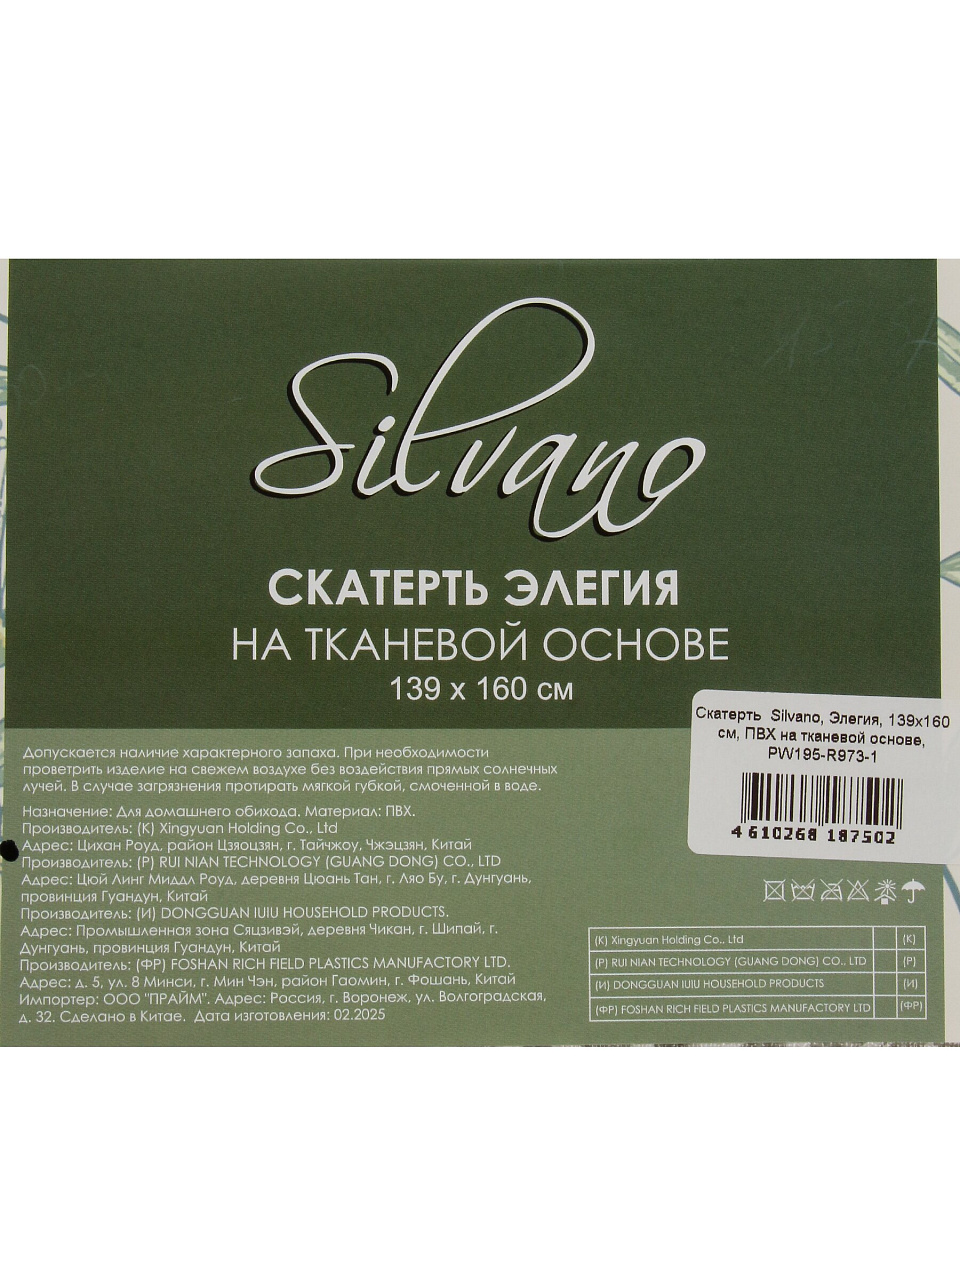 Silvano
СКАТЕРТЬ ЭЛЕГИЯ
НА ТКАНЕВОЙ ОСНОВЕ
139 х 160 см
Скатерть Silvano, Элегия, 139x160
см, ПВХ на тканевой основе,
PW195-R973-1
4 610268 187502
Допускается наличие характерного запаха. При необходимости
проветрить изделие на свежем воздухе без воздействия прямых солнечных
лучей. В случае загрязнения протирать мягкой губкой, смоченной в воде.
Назначение: Для домашнего обихода. Материал: ПВХ.
Производитель: (К) Xingyuan Holding Co., Ltd
Адрес: Цихан Роуд, район Цзяоцзян, г. Тайчжоу, Чжэцзян, Китай
Производитель: (Р) RUI NIAN TECHNOLOGY (GUANG DONG) CO., LTD
Адрес: Цюй Линг Миддл Роуд, деревня Цюань Тан, г. Ляо Бу, г. Дунгуань,
провинция Гуандун, Китай
Производитель: (И) DONGGUAN IUIU HOUSEHOLD PRODUCTS.
Адрес: Промышленная зона Сяцзивэй, деревня Чикан, г. Шипай, г.
Дунгуань, провинция Гуандун, Китай
Производитель: (ФР) FOSHAN RICH FIELD PLASTICS MANUFACTORY LTD.
Адрес: д. 5, ул. 8 Минси, г. Мин Чэн, район Гаомин, г. Фошань, Китай
Импортер: ООО "ПРАЙМ". Адрес: Россия, г. Воронеж, ул. Волгоградская,
д. 32. Сделано в Китае. Дата изготовления: 02.2025
(К) Xingyuan Holding Co., Ltd (К)
(Р) RUI NIAN TECHNOLOGY (GUANG DONG) CO., LTD (Р)
(И) DONGGUAN IUIU HOUSEHOLD PRODUCTS (И)
(ФР) FOSHAN RICH FIELD PLASTICS MANUFACTORY LTD (ФР)